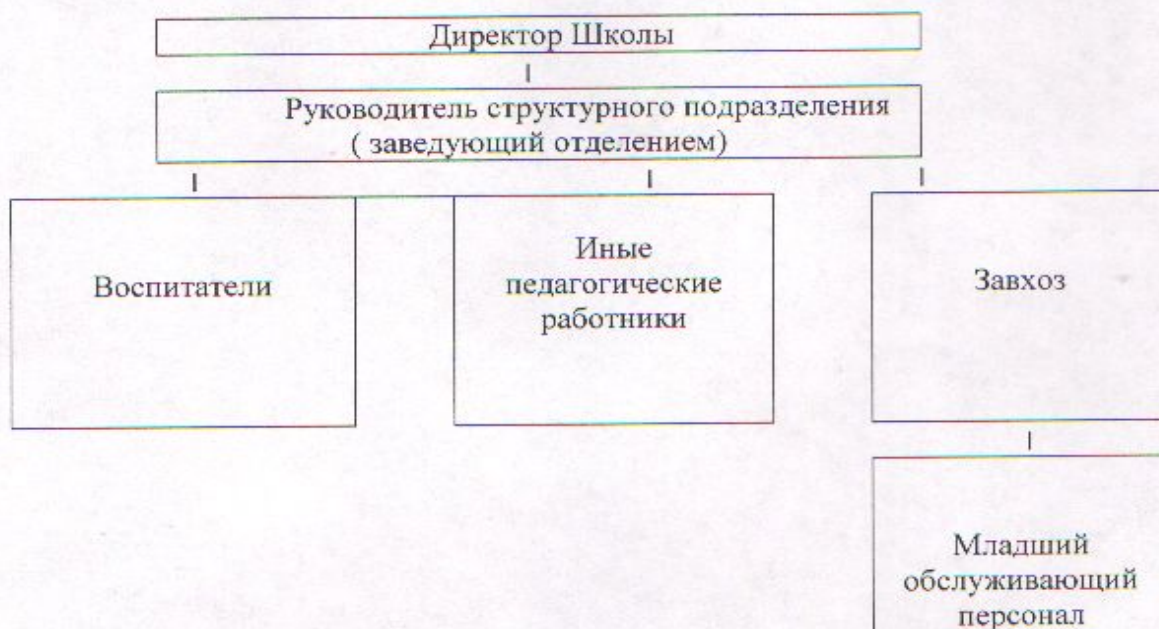 Директор Школы
Руководитель структурного подразделения
( заведующий отделением)
Воспитатели
Иные
педагогические
работники
Завхоз
Младший
обслуживающий
персонал